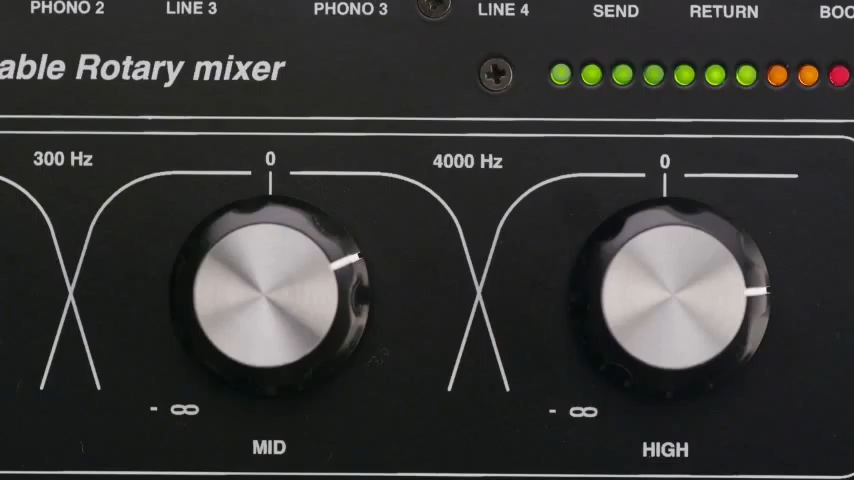 PHONO 2 LINE 3 PHONO 3 LINE 4 SEND RETURN BOO
able Rotary mixer
300 Hz 0 4000 Hz 0
- ∞ - ∞
MID HIGH